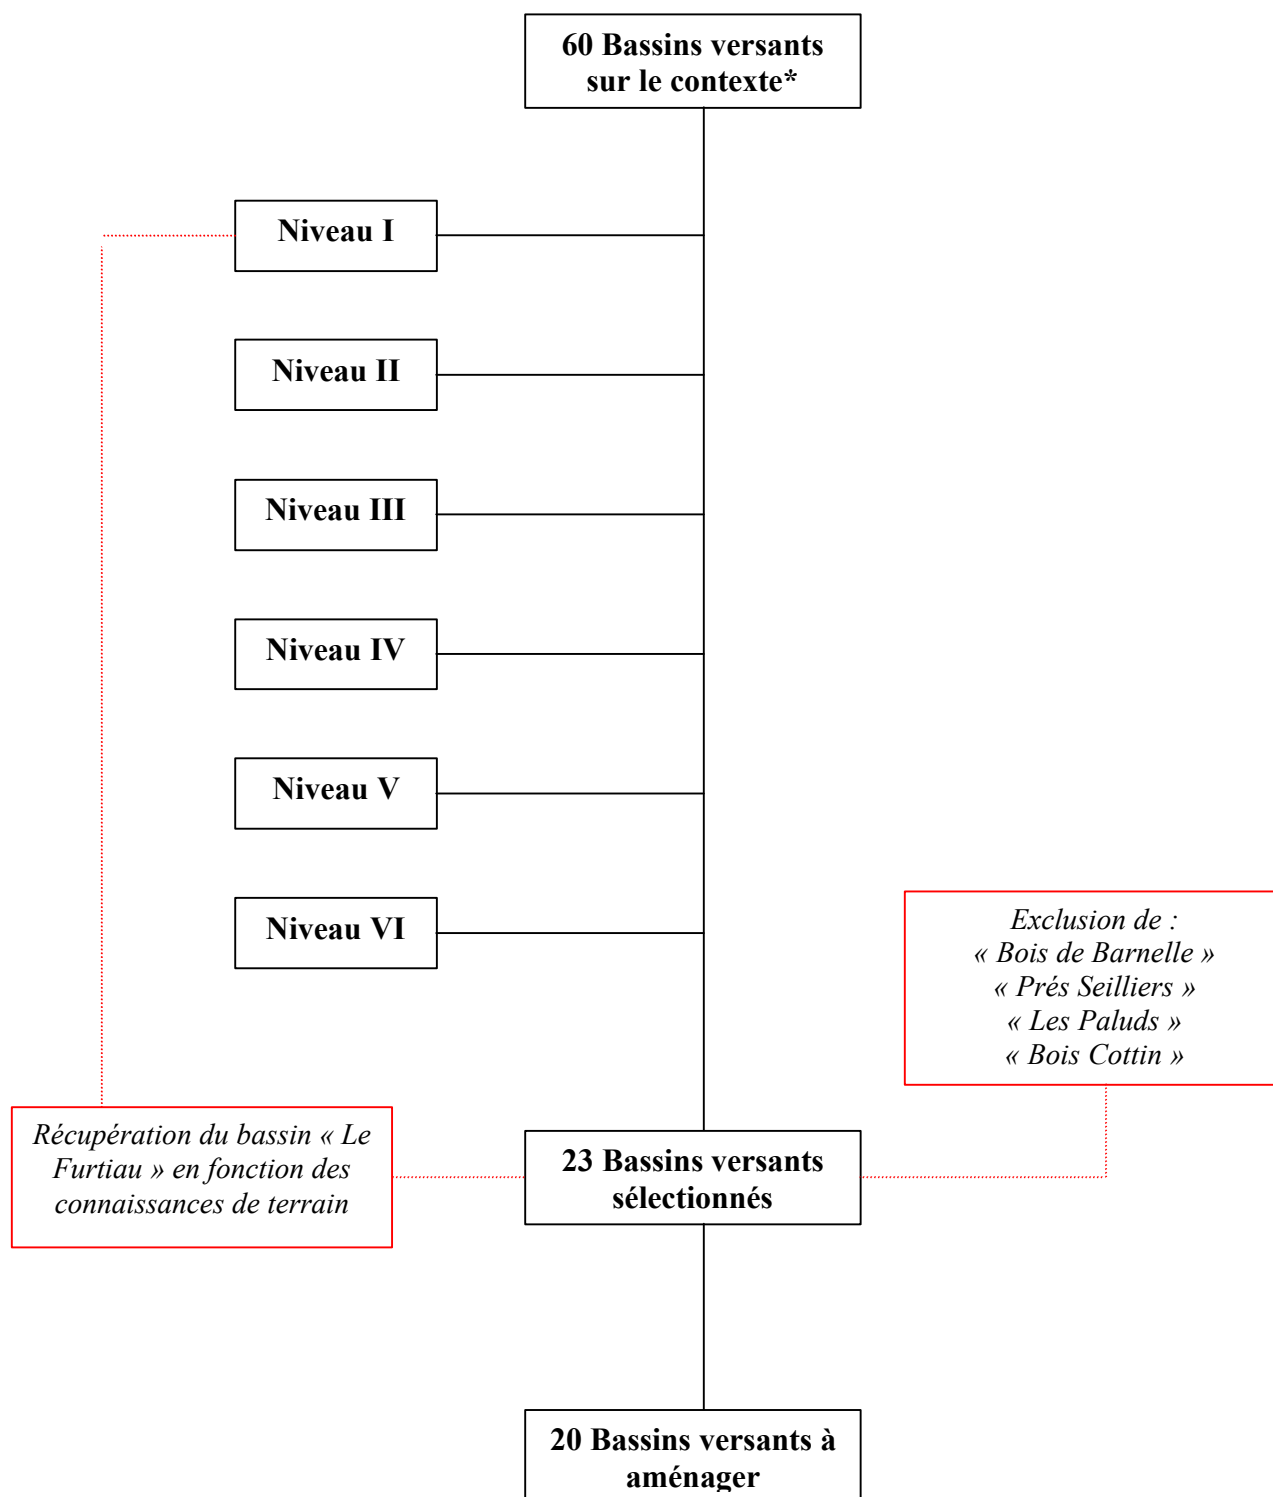 60 Bassins versants
sur le contexte*
Niveau I
Niveau II
Niveau III
Niveau IV
Niveau V
Niveau VI
Exclusion de :
« Bois de Barnelle »
« Prés Seilliers »
« Les Paluds »
« Bois Cottin »
Récupération du bassin « Le
Furtiau » en fonction des
connaissances de terrain
23 Bassins versants
sélectionnés
20 Bassins versants à
aménager